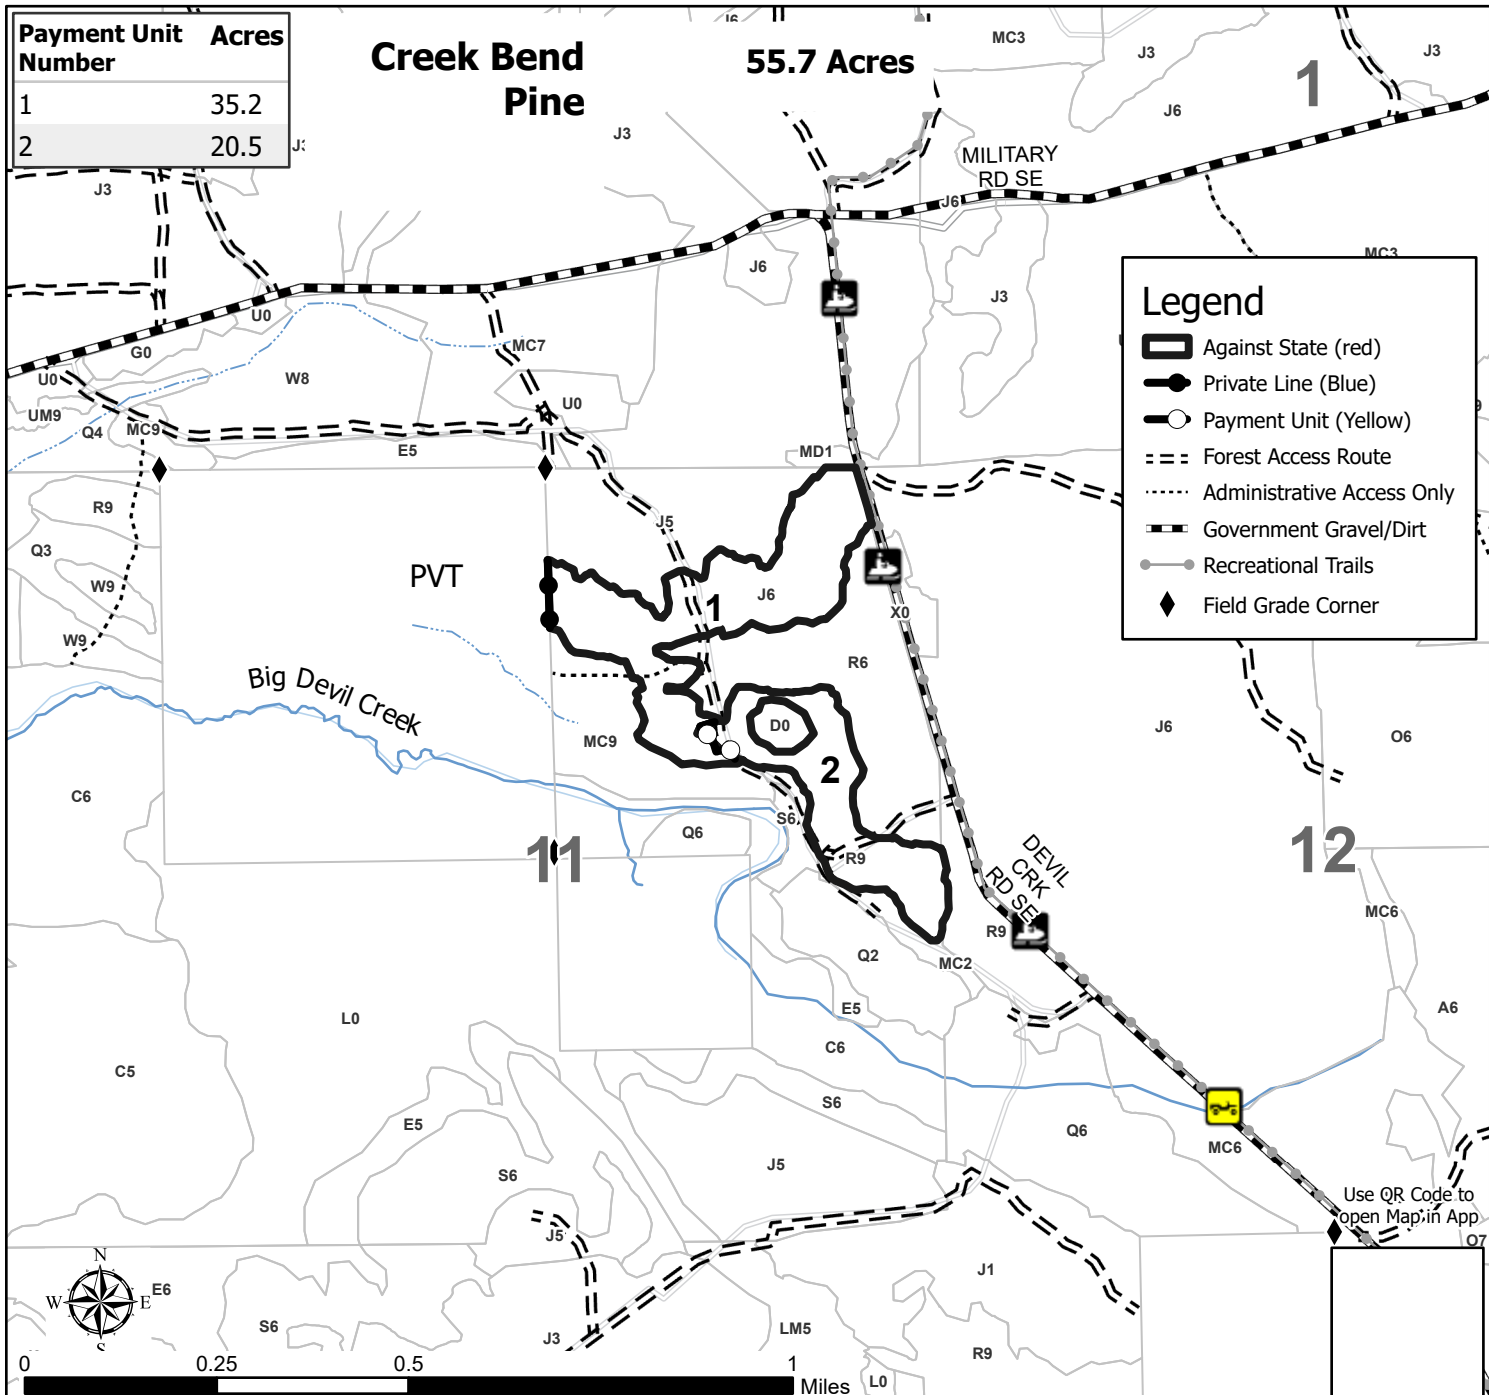 Payment Unit Number Acres
1 35.2
2 20.5
Creek Bend
Pine
55.7 Acres
J6
MC3
J3
J3
1
J6
J3
J3
MILITARY
RD SE
J6
MC3
J6
J3
U0
G0
MC7
U0
W8
UM9
U0
Q4
MC9
E5
MD1
Legend
Against State (red)
Private Line (Blue)
Payment Unit (Yellow)
Forest Access Route
Administrative Access Only
Government Gravel/Dirt
Recreational Trails
Field Grade Corner
R9
Q3
W9
W9
J5
PVT
J6
1
X0
R6
Big Devil Creek
MC9
D0
2
J6
O6
C6
S6
Q6
R9
11
DEVIL
CRK
RD SE
12
MC6
R9
Q2
MC2
L0
E5
A6
C6
C5
S6
E5
Q6
MC6
J5
S6
Use QR Code to
open Map in App
J5
O7
N
W E
S
E6
J1
S6
J3
LM5
R9
L0
0 0.25 0.5 1
Miles